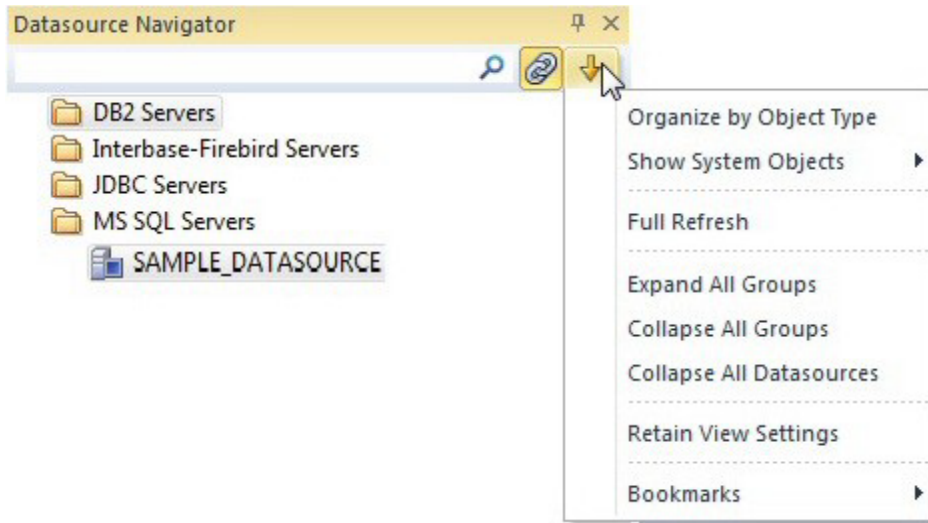 Datasource Navigator
DB2 Servers
Interbase-Firebird Servers
JDBC Servers
MS SQL Servers
SAMPLE_DATASOURCE
Organize by Object Type
Show System Objects
Full Refresh
Expand All Groups
Collapse All Groups
Collapse All Datasources
Retain View Settings
Bookmarks